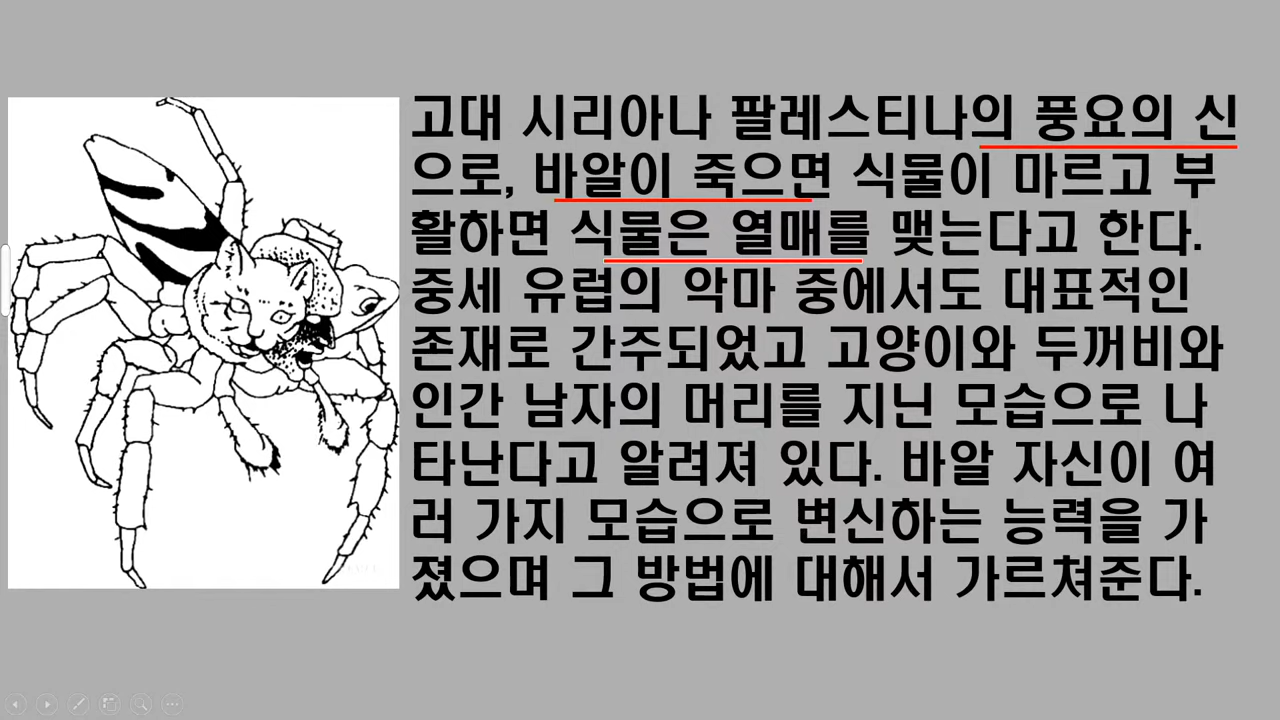 고대 시리아나 팔레스티나의 풍요의 신
으로, 바알이 죽으면 식물이 마르고 부
활하면 식물은 열매를 맺는다고 한다.
중세 유럽의 악마 중에서도 대표적인
존재로 간주되었고 고양이와 두꺼비와
인간 남자의 머리를 지닌 모습으로 나
타난다고 알려져 있다. 바알 자신이 여
러 가지 모습으로 변신하는 능력을 가
졌으며 그 방법에 대해서 가르쳐준다.